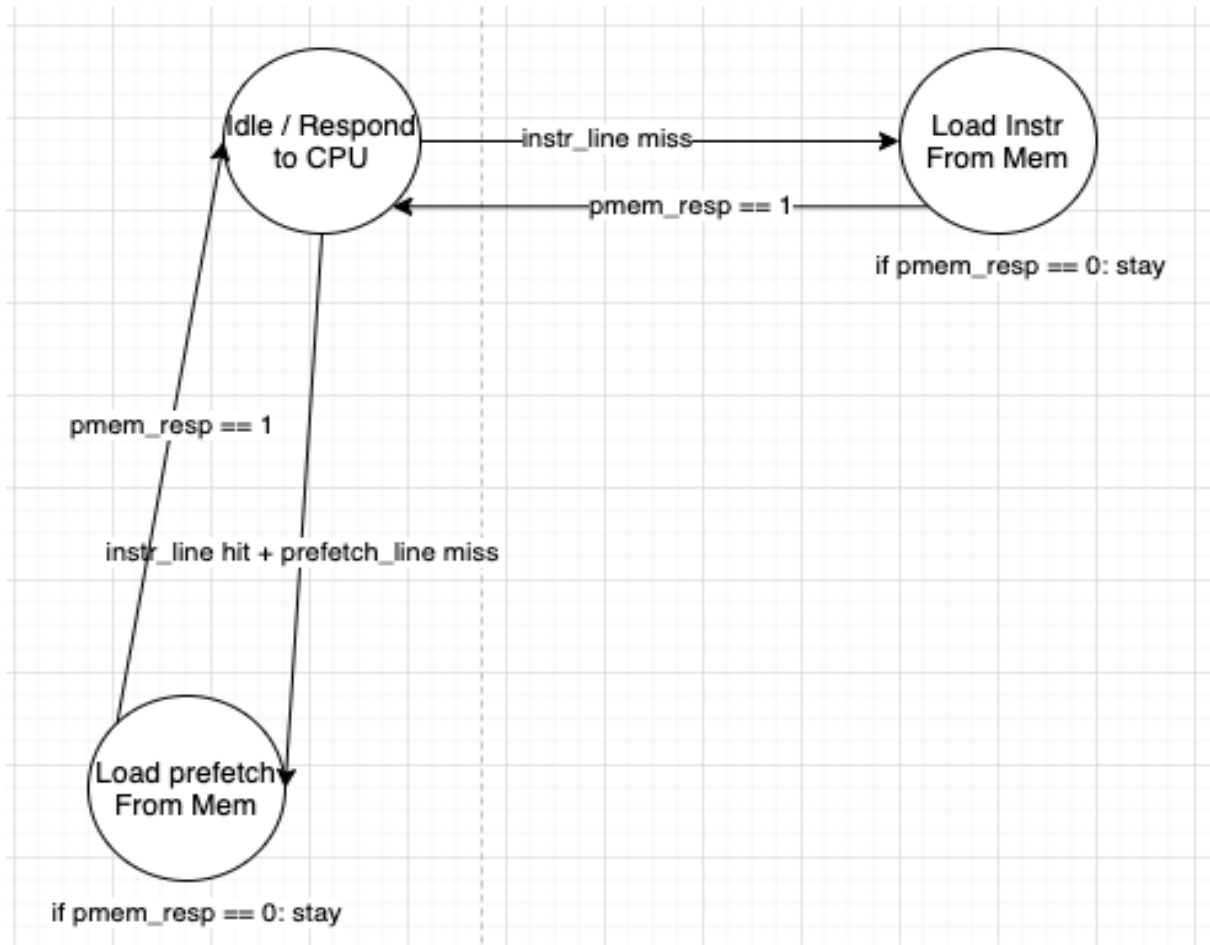 Idle / Respond
to CPU
instr_line miss
Load Instr
From Mem
pmem_resp == 1
if pmem_resp == 0: stay
pmem_resp == 1
instr_line hit + prefetch_line miss
Load prefetch
From Mem
if pmem_resp == 0: stay